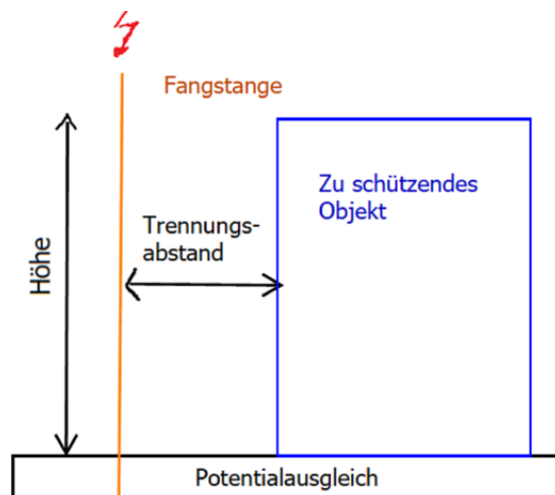 Fangstange
Zu schützendes
Objekt
Trennungs-
abstand
Höhe
Potentialausgleich